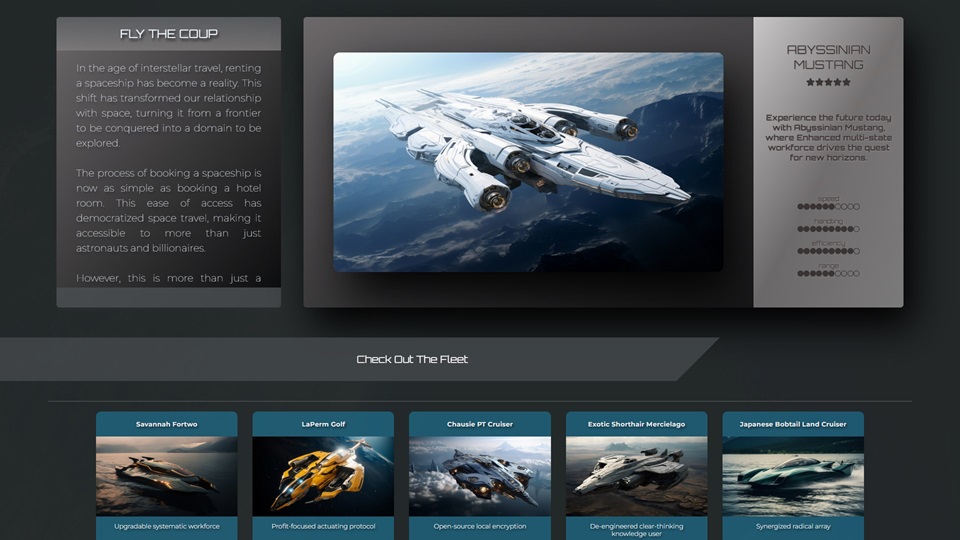 FLY THE COUP
In the age of interstellar travel, renting
a spaceship has become a reality. This
shift has transformed our relationship
with space, turning it from a frontier
to be conquered into a domain to be
explored.
The process of booking a spaceship is
now as simple as booking a hotel
room. This ease of access has
democratized space travel, making it
accessible to more than just
astronauts and billionaires.
However, this is more than just a
ABYSSINIAN
MUSTANG
Experience the future today
with Abyssinian Mustang,
where Enhanced multi-state
workforce drives the quest
for new horizons.
speed
handling
efficiency
range
Check Out The Fleet
Savannah Fortwo
LaPerm Golf
Chausie PT Cruiser
Exotic Shorthair Mercielago
Japanese Bobtail Land Cruiser
Upgradable systematic workforce
Profit-focused actuating protocol
Open-source local encryption
De-engineered clear-thinking
knowledge user
Synergized radical array